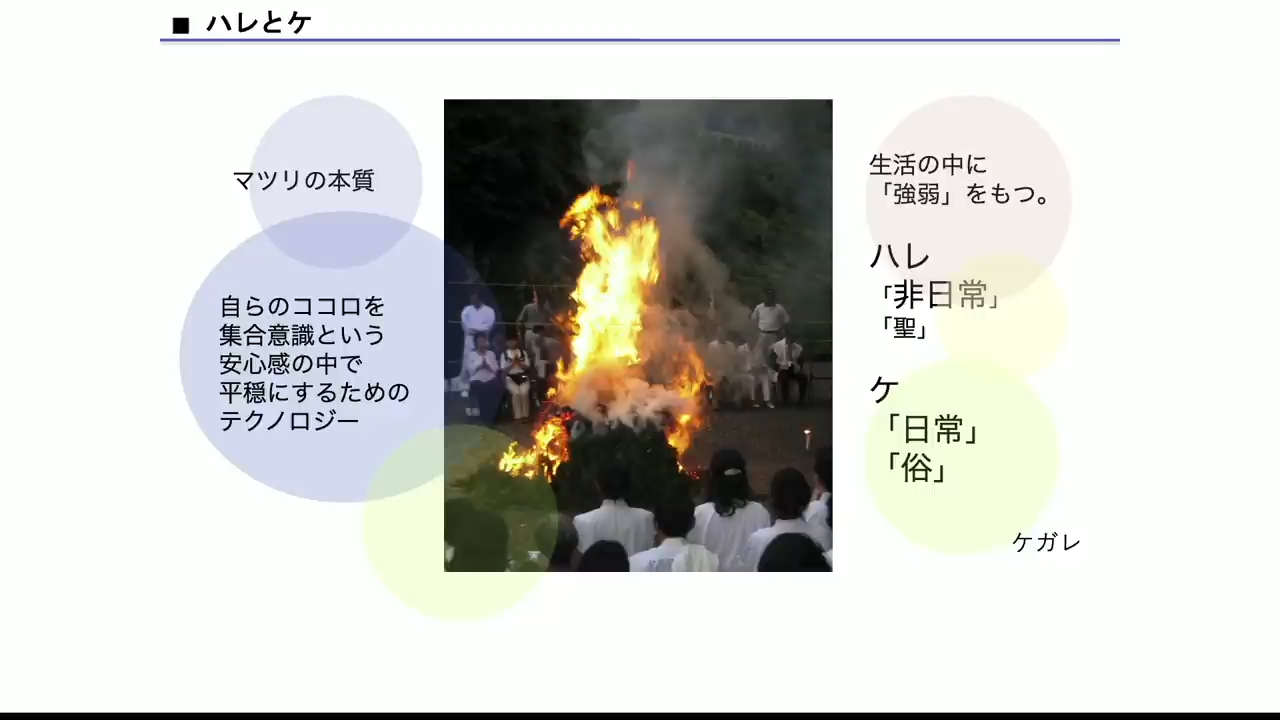 ■ ハレとケ
マツリの本質
自らのココロを
集合意識という
安心感の中で
平穏にするための
テクノロジー
生活の中に
「強弱」をもつ。
ハレ
「非日常」
「聖」
ケ
「日常」
「俗」
ケガレ